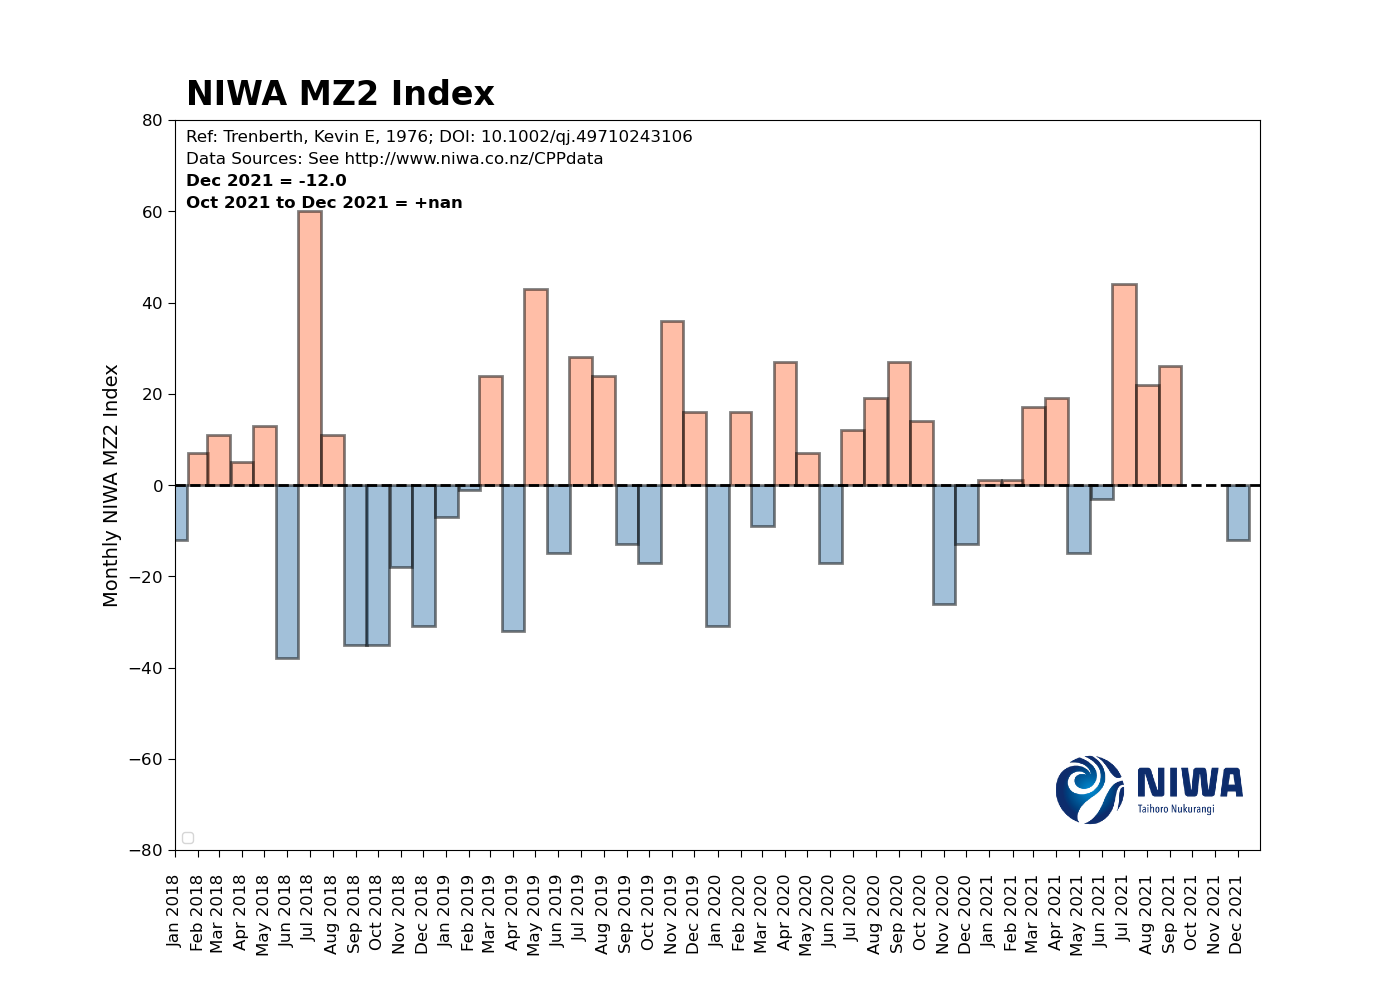 NIWA MZ2 Index
Ref: Trenberth, Kevin E, 1976; DOI: 10.1002/qj.49710243106
Data Sources: See http://www.niwa.co.nz/CPPdata
Dec 2021 = -12.0
Oct 2021 to Dec 2021 = +nan
Monthly NIWA MZ2 Index
80
60
40
20
0
−20
−40
−60
−80
NIWA
Taihoro Nukurangi
Jan 2018
Feb 2018
Mar 2018
Apr 2018
May 2018
Jun 2018
Jul 2018
Aug 2018
Sep 2018
Oct 2018
Nov 2018
Dec 2018
Jan 2019
Feb 2019
Mar 2019
Apr 2019
May 2019
Jun 2019
Jul 2019
Aug 2019
Sep 2019
Oct 2019
Nov 2019
Dec 2019
Jan 2020
Feb 2020
Mar 2020
Apr 2020
May 2020
Jun 2020
Jul 2020
Aug 2020
Sep 2020
Oct 2020
Nov 2020
Dec 2020
Jan 2021
Feb 2021
Mar 2021
Apr 2021
May 2021
Jun 2021
Jul 2021
Aug 2021
Sep 2021
Oct 2021
Nov 2021
Dec 2021